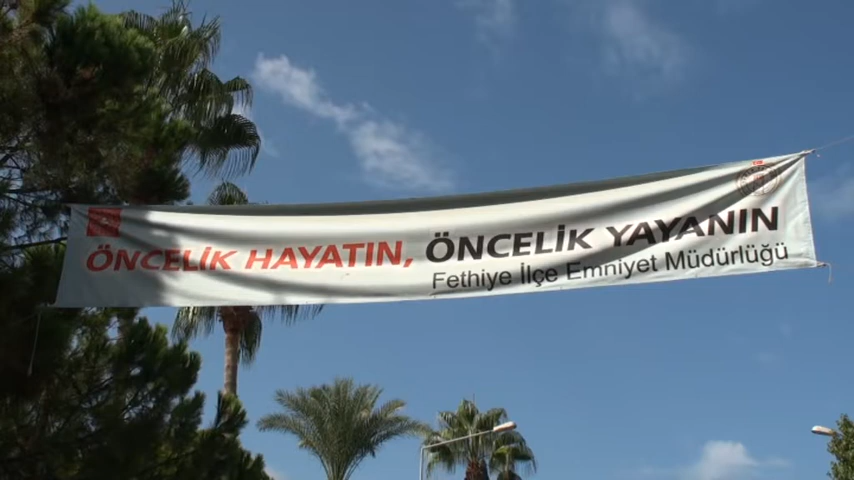 ÖNCELİK HAYATIN, ÖNCELİK YAYANIN
Fethiye İlçe Emniyet Müdürlüğü